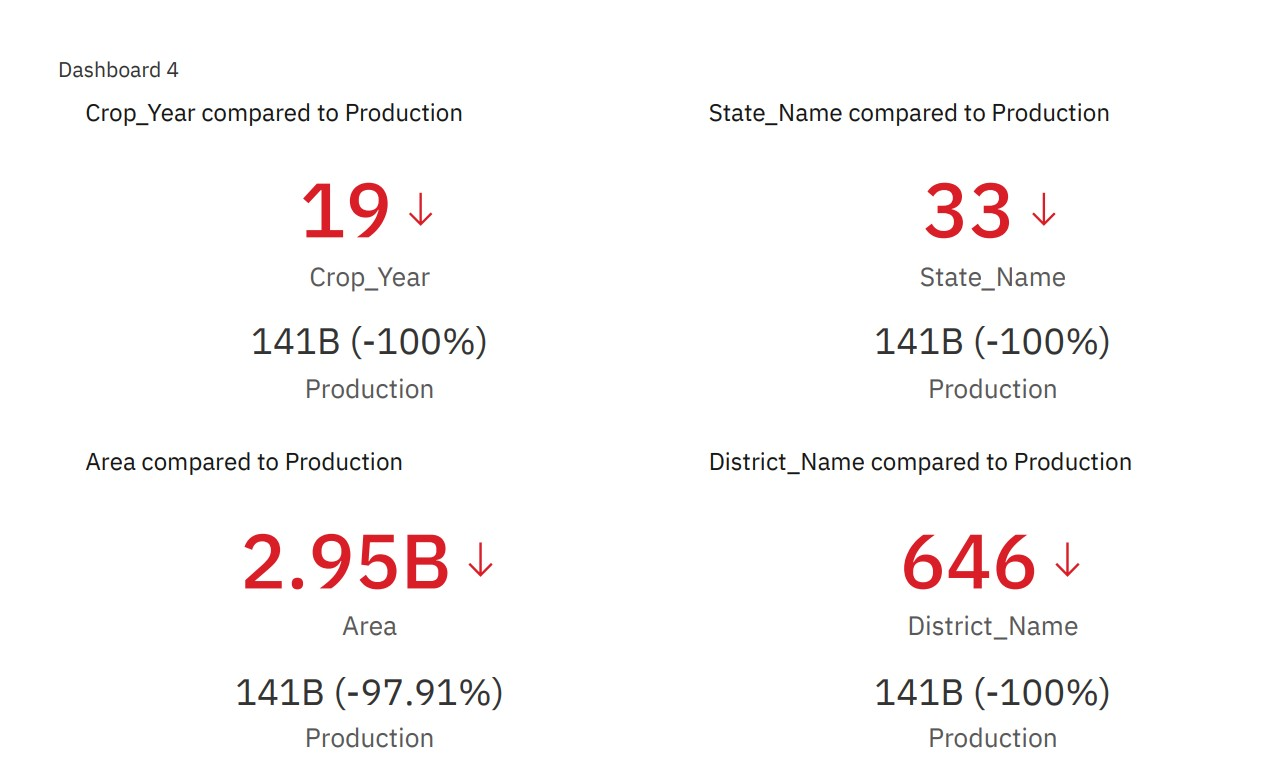 Dashboard 4
Crop_Year compared to Production
19 ↓
Crop_Year
141B (-100%)
Production
State_Name compared to Production
33 ↓
State_Name
141B (-100%)
Production
Area compared to Production
2.95B ↓
Area
141B (-97.91%)
Production
District_Name compared to Production
646 ↓
District_Name
141B (-100%)
Production